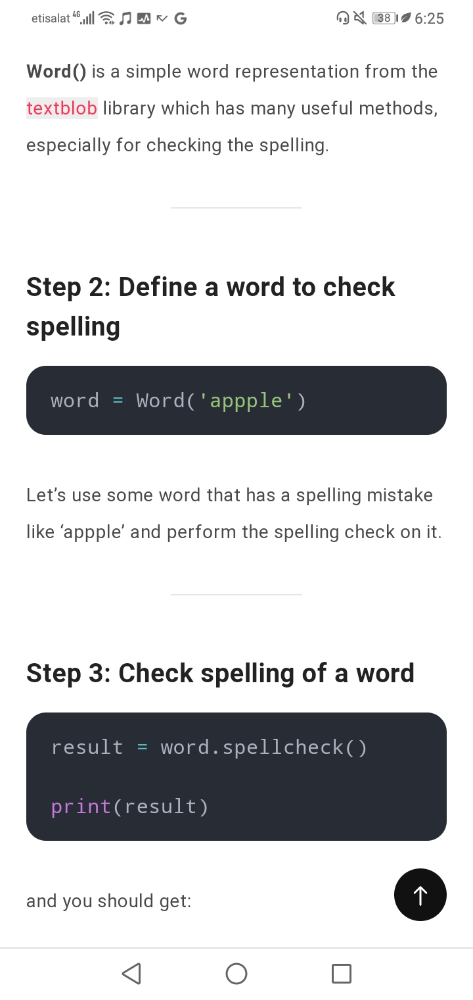 etisalat 4G 38 6:25
Word() is a simple word representation from the
textblob library which has many useful methods,
especially for checking the spelling.
Step 2: Define a word to check
spelling
word = Word('appple')
Let’s use some word that has a spelling mistake
like ‘appple’ and perform the spelling check on it.
Step 3: Check spelling of a word
result = word.spellcheck()
print(result)
and you should get: